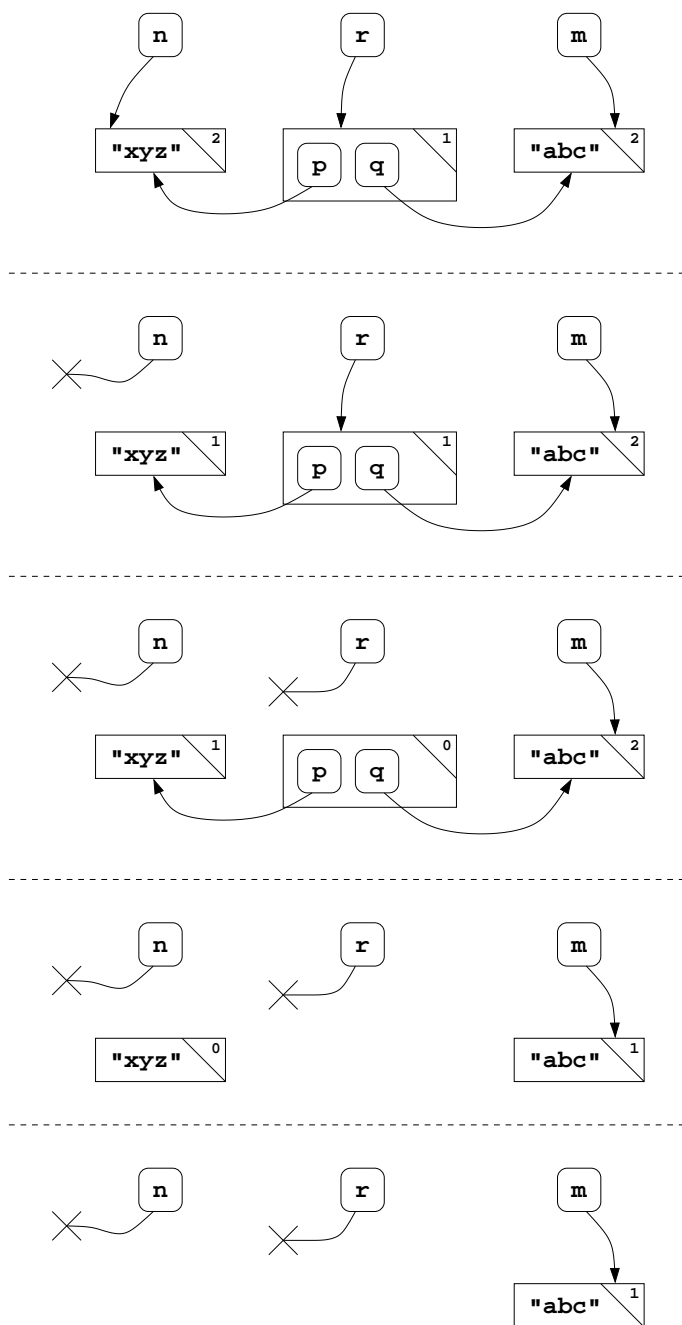 n r m
"xyz" 2 p q 1 "abc" 2
n r m
"xyz" 1 p q 1 "abc" 2
n r m
"xyz" 1 p q 0 "abc" 2
n r m
"xyz" 0 "abc" 1
n r m
"abc" 1